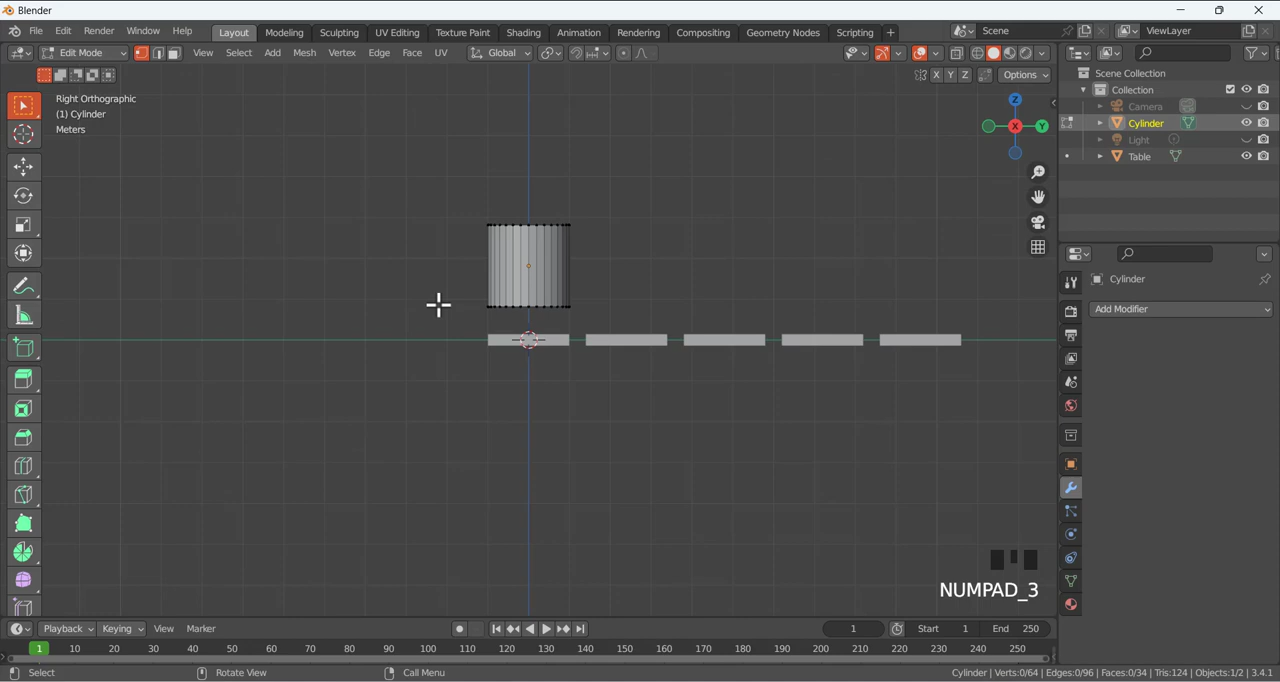 Blender
File Edit Render Window Help Layout Modeling Sculpting UV Editing Texture Paint Shading Animation Rendering Compositing Geometry Nodes Scripting + Scene ViewLayer
Edit Mode View Select Add Mesh Vertex Edge Face UV Global
X Y Z Options
Right Orthographic
(1) Cylinder
Meters
Z
X
Y
Scene Collection
Collection
Camera
Cylinder
Light
Table
Cylinder
Add Modifier
NUMPAD_3
Playback Keying View Marker 1 Start 1 End 250
1 10 20 30 40 50 60 70 80 90 100 110 120 130 140 150 160 170 180 190 200 210 220 230 240 250
Select Rotate View Call Menu Cylinder | Verts:0/64 | Edges:0/96 | Faces:0/34 | Tris:124 | Objects:1/2 | 3.4.1